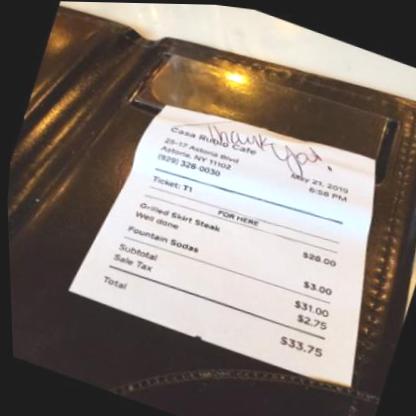 Thank You!
Casa Rubio Cafe
25-17 Astoria Blvd
Astoria, NY 11102
(929) 328-0030
May 21, 2019
6:58 PM
Ticket: T1
FOR HERE
Grilled Skirt Steak $28.00
Well done
Fountain Sodas $3.00
Subtotal $31.00
Sale Tax $2.75
Total $33.75